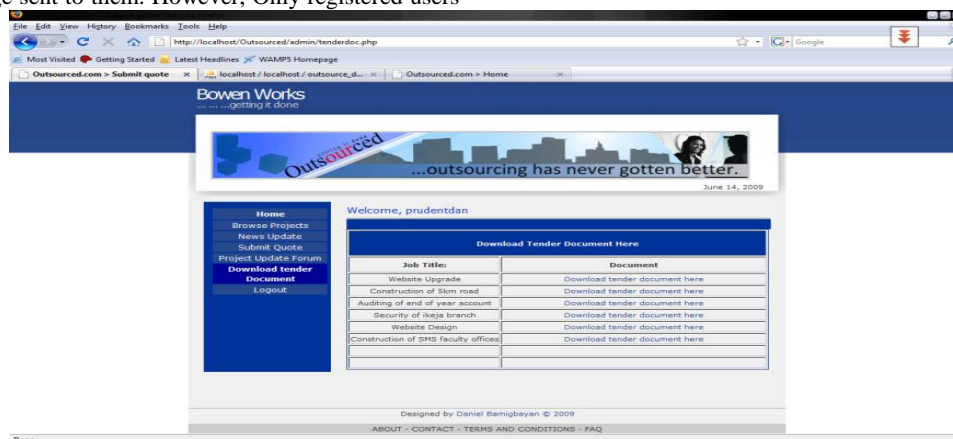 sent to them. However, Only registered users
File Edit View History Bookmarks Tools Help
http://localhost/Outsourced/admin/tenderdoc.php
Google
Most Visited Getting Started Latest Headlines WAMP5 Homepage
Outsourced.com > Submit quote
localhost / localhost / outsource_d...
Outsourced.com > Home
Bowen Works
... ... ...getting it done
Outsourced
...outsourcing has never gotten better.
June 14, 2009
Home
Browse Projects
News Update
Submit Quote
Project Update Forum
Download tender
Document
Logout
Welcome, prudentdan
Download Tender Document Here
Job Title: Document
Website Upgrade Download tender document here
Construction of 5km road Download tender document here
Auditing of end of year account Download tender document here
Security of ikeja branch Download tender document here
Website Design Download tender document here
Construction of SMS faculty offices Download tender document here
Designed by Daniel Bamigbayan © 2009
ABOUT - CONTACT - TERMS AND CONDITIONS - FAQ